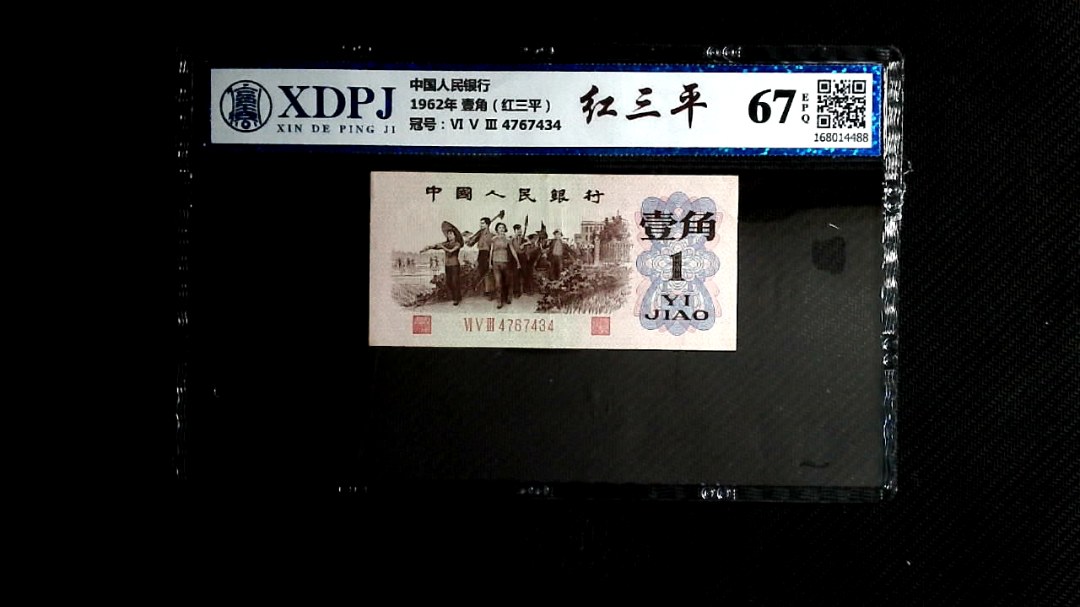 XDPJ
XIN DE PING JI
中国人民银行
1962年 壹角（红三平）
冠号：Ⅵ Ⅴ Ⅲ 4767434
红三平
67
EPQ
168014488
中國人民銀行
壹角
1
YI
JIAO
Ⅵ Ⅴ Ⅲ 4767434